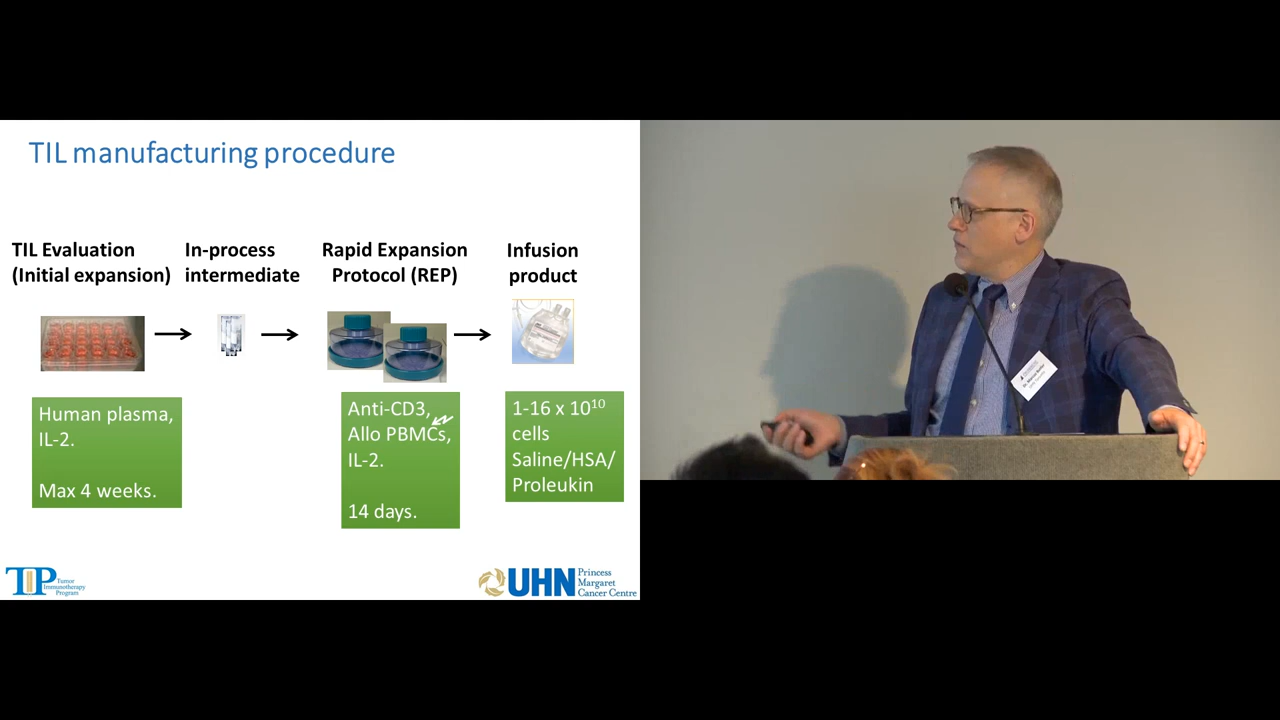 TIL manufacturing procedure
TIL Evaluation
(Initial expansion)
In-process
intermediate
Rapid Expansion
Protocol (REP)
Infusion
product
Human plasma,
IL-2.
Max 4 weeks.
Anti-CD3,
Allo PBMCs,
IL-2.
14 days.
1-16 x 10¹⁰
cells
Saline/HSA/
Proleukin
TIP
Tumor
Immunotherapy
Program
UHN
Princess
Margaret
Cancer Centre